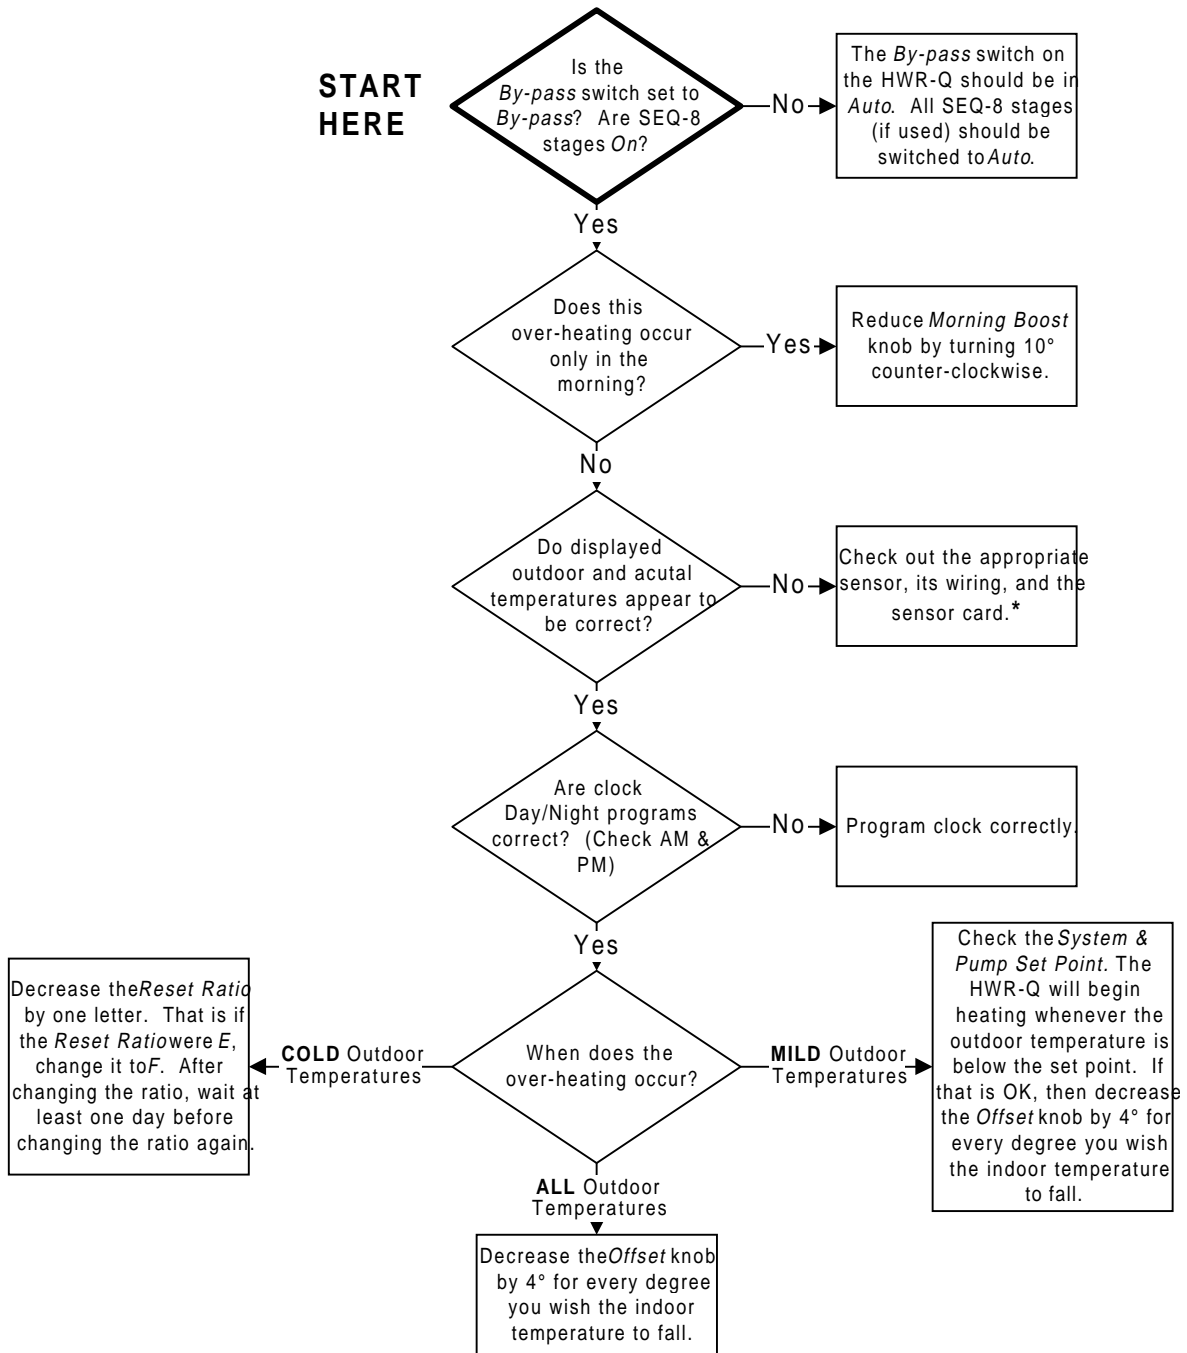 START
HERE
Is the
By-pass switch set to
By-pass? Are SEQ-8
stages On?
No
The By-pass switch on
the HWR-Q should be in
Auto. All SEQ-8 stages
(if used) should be
switched to Auto.
Yes
Does this
over-heating occur
only in the
morning?
Yes
Reduce Morning Boost
knob by turning 10°
counter-clockwise.
No
Do displayed
outdoor and acutal
temperatures appear to
be correct?
No
Check out the appropriate
sensor, its wiring, and the
sensor card.*
Yes
Are clock
Day/Night programs
correct? (Check AM &
PM)
No
Program clock correctly.
Yes
When does the
over-heating occur?
COLD Outdoor
Temperatures
Decrease the Reset Ratio
by one letter. That is if
the Reset Ratio were E,
change it to F. After
changing the ratio, wait at
least one day before
changing the ratio again.
MILD Outdoor
Temperatures
Check the System &
Pump Set Point. The
HWR-Q will begin
heating whenever the
outdoor temperature is
below the set point. If
that is OK, then decrease
the Offset knob by 4° for
every degree you wish
the indoor temperature
to fall.
ALL Outdoor
Temperatures
Decrease the Offset knob
by 4° for every degree
you wish the indoor
temperature to fall.